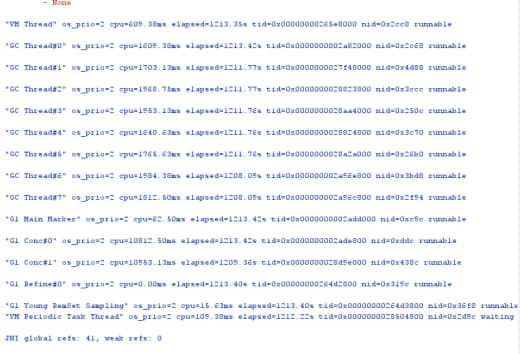 - None
"VM Thread" os_prio=2 cpu=609.38ms elapsed=1213.35s tid=0x00000000265e8000 nid=0x2cc8 runnable
"GC Thread#0" os_prio=2 cpu=1609.38ms elapsed=1213.42s tid=0x0000000002a82000 nid=0x2c68 runnable
"GC Thread#1" os_prio=2 cpu=1703.13ms elapsed=1211.77s tid=0x0000000027f48000 nid=0x4d88 runnable
"GC Thread#2" os_prio=2 cpu=1968.75ms elapsed=1211.77s tid=0x0000000028823800 nid=0x3ccc runnable
"GC Thread#3" os_prio=2 cpu=1953.13ms elapsed=1211.76s tid=0x0000000028aa4000 nid=0x250c runnable
"GC Thread#4" os_prio=2 cpu=1640.63ms elapsed=1211.76s tid=0x0000000028824800 nid=0x3c70 runnable
"GC Thread#5" os_prio=2 cpu=1765.63ms elapsed=1211.76s tid=0x0000000028a2a000 nid=0x26b0 runnable
"GC Thread#6" os_prio=2 cpu=1984.38ms elapsed=1208.09s tid=0x000000002a96e800 nid=0x3bd8 runnable
"GC Thread#7" os_prio=2 cpu=1812.50ms elapsed=1208.09s tid=0x000000002a96c800 nid=0x2f94 runnable
"G1 Main Marker" os_prio=2 cpu=62.50ms elapsed=1213.42s tid=0x0000000002add000 nid=0xc9c runnable
"G1 Conc#0" os_prio=2 cpu=10812.50ms elapsed=1213.42s tid=0x0000000002ade800 nid=0xddc runnable
"G1 Conc#1" os_prio=2 cpu=10953.13ms elapsed=1209.36s tid=0x0000000028d9e000 nid=0x438c runnable
"G1 Refine#0" os_prio=2 cpu=0.00ms elapsed=1213.40s tid=0x00000000264d2800 nid=0x319c runnable
"G1 Young RemSet Sampling" os_prio=2 cpu=15.63ms elapsed=1213.40s tid=0x00000000264d3800 nid=0x36f8 runnable
"VM Periodic Task Thread" os_prio=2 cpu=109.38ms elapsed=1212.22s tid=0x0000000028504800 nid=0x2d9c waiting
JNI global refs: 41, weak refs: 0